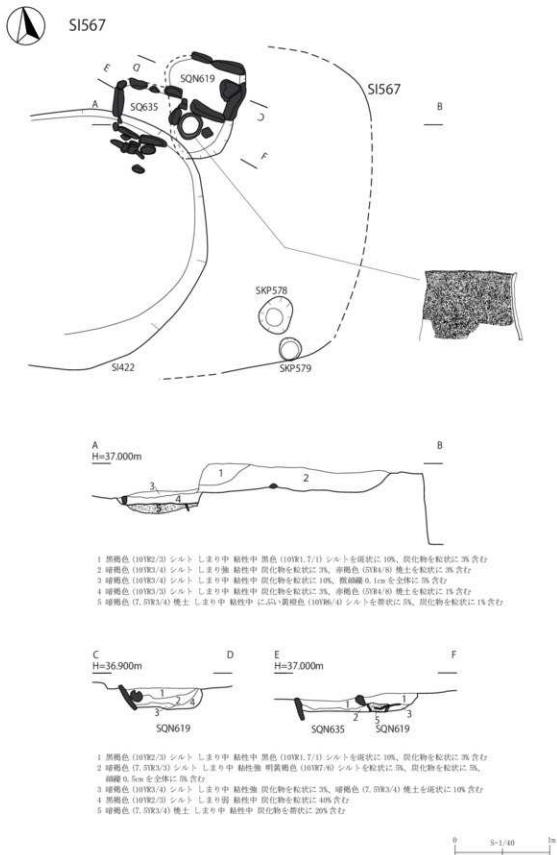 SI567
SQN619
SI567
E
D
A
SQ635
B
C
F
SKP578
SKP579
SI422
A
B
H=37.000m
1
2
3
4
5
1 黒褐色 (10YR2/3) シルト しまり中 粘性中 黒色 (10YR1.7/1) シルトを斑状に 10%、炭化物を粒状に 3% 含む
2 暗褐色 (10YR3/4) シルト しまり強 粘性中 炭化物を粒状に 3%、赤褐色 (5YR4/8) 焼土を粒状に 3% 含む
3 暗褐色 (10YR3/4) シルト しまり中 粘性中 炭化物を粒状に 10%、微細礫 0.1cm を全体に 5% 含む
4 暗褐色 (10YR3/3) シルト しまり中 粘性中 炭化物を粒状に 3%、赤褐色 (5YR4/8) 焼土を粒状に 1% 含む
5 暗褐色 (7.5YR3/4) 焼土 しまり中 粘性中 にぶい黄橙色 (10YR6/4) シルトを帯状に 5%、炭化物を粒状に 1% 含む
C
D
H=36.900m
1
2
4
3
SQN619
E
F
H=37.000m
1
1
2
5
3
SQN635
SQN619
1 黒褐色 (10YR2/3) シルト しまり中 粘性中 黒色 (10YR1.7/1) シルトを斑状に 10%、炭化物を粒状に 3% 含む
2 暗褐色 (7.5YR3/3) シルト しまり中 粘性強 明黄褐色 (10YR7/6) シルトを粒状に 5%、炭化物を粒状に 5%、
細礫 0.5cm を全体に 5% 含む
3 暗褐色 (10YR3/4) シルト しまり中 粘性強 炭化物を粒状に 3%、暗褐色 (7.5YR3/4) 焼土を斑状に 10% 含む
4 黒褐色 (10YR2/3) シルト しまり弱 粘性中 炭化物を粒状に 40% 含む
5 暗褐色 (7.5YR3/4) 焼土 しまり中 粘性中 炭化物を帯状に 20% 含む
0 S=1/40 1m